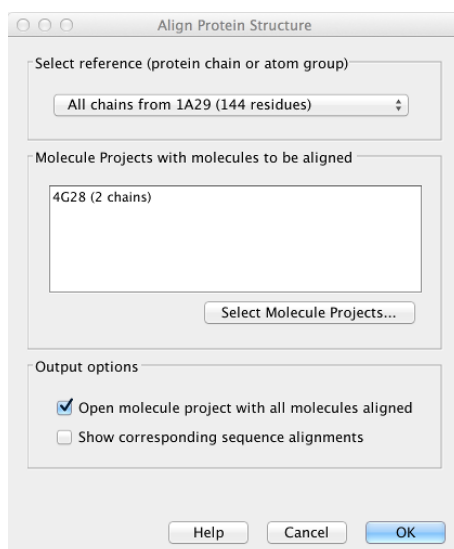 Align Protein Structure
Select reference (protein chain or atom group)
All chains from 1A29 (144 residues)
Molecule Projects with molecules to be aligned
4G28 (2 chains)
Select Molecule Projects...
Output options
Open molecule project with all molecules aligned
Show corresponding sequence alignments
Help Cancel OK